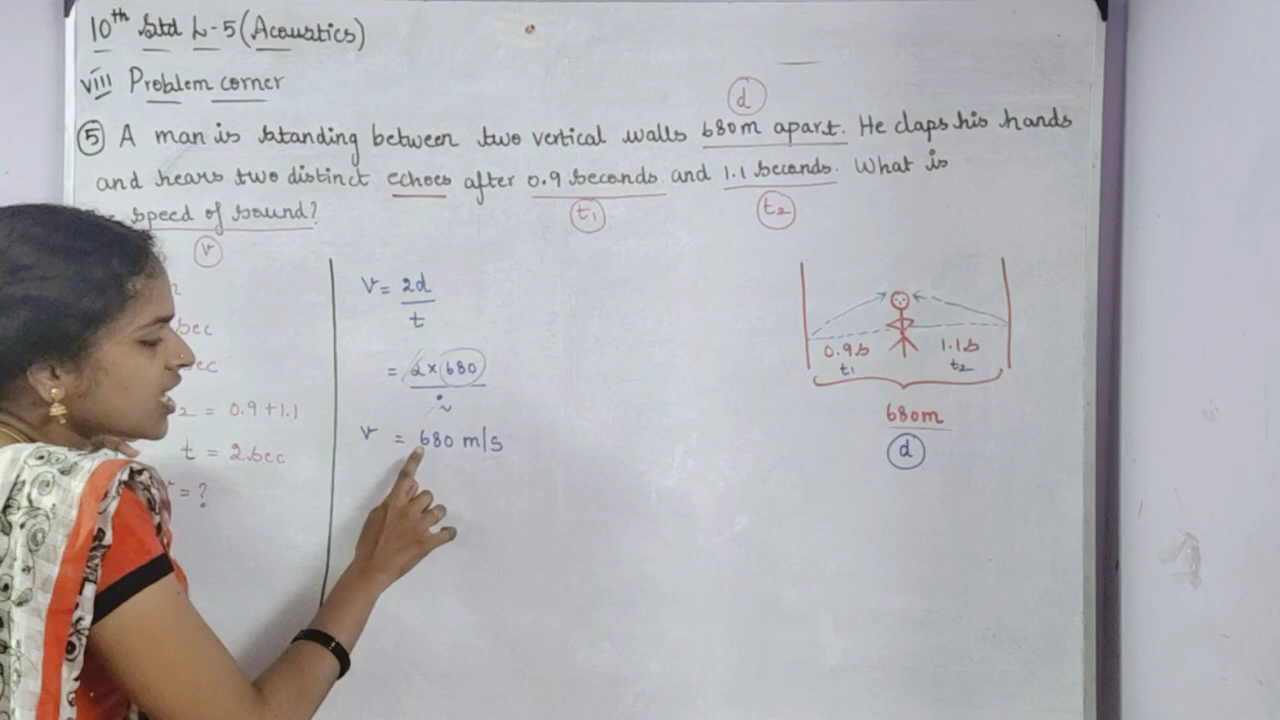 10th Std L-5 (Acoustics)
viii Problem corner
d
5 A man is standing between two vertical walls 680m apart. He claps his hands
and hears two distinct echoes after 0.9 seconds and 1.1 seconds. What is
speed of sound?
t1
t2
v
sec
ec
2 = 0.9 + 1.1
t = 2sec
= ?
V = 2d
t
= 2 × 680
2
V = 680 m/s
0.9s
t1
1.1s
t2
680m
d